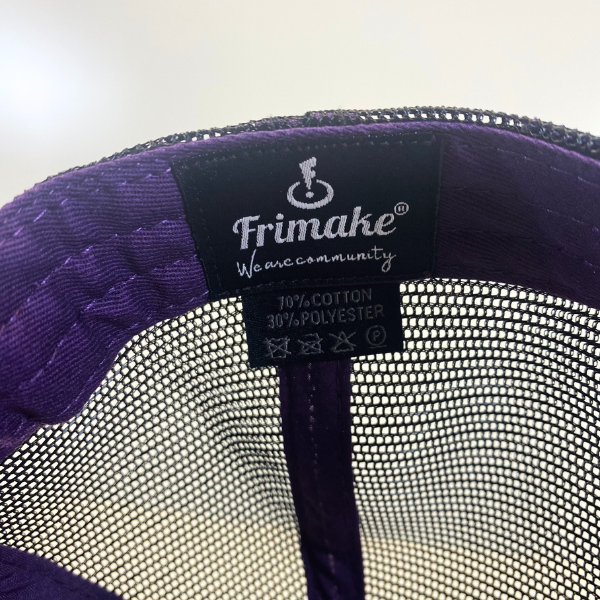 Frimake®
We are community
70% COTTON
30% POLYESTER
P